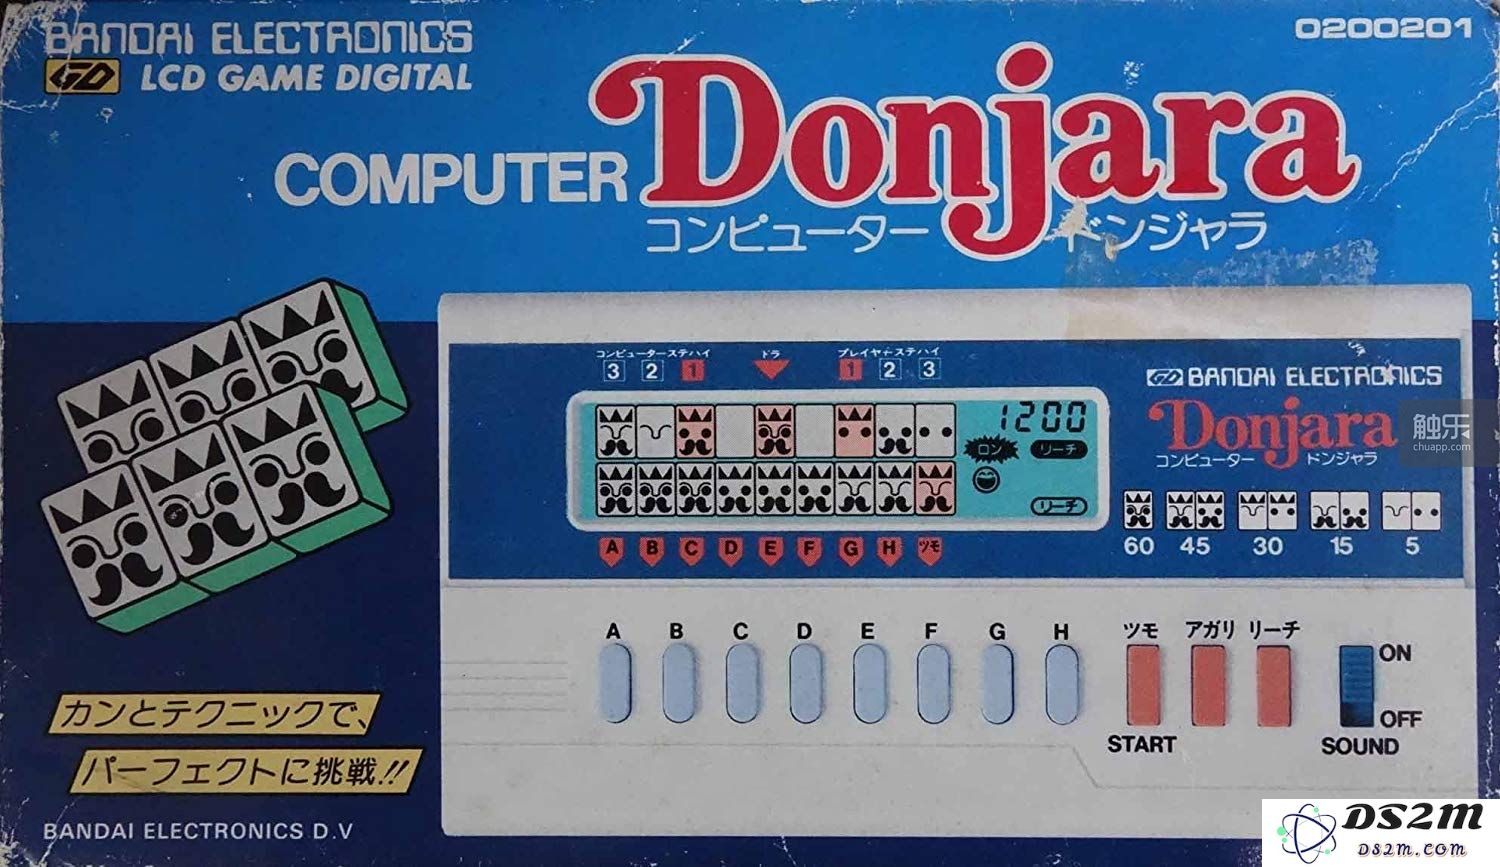 BANDAI ELECTRONICS
GD LCD GAME DIGITAL
0200201
COMPUTER Donjara
コンピューター ドンジャラ
コンピューターステハイ ドラ プレイヤーステハイ
3 2 1 1 2 3
1200
ロン リーチ
リーチ
A B C D E F G H ツモ
GD BANDAI ELECTRONICS
Donjara
コンピューター ドンジャラ
60 45 30 15 5
触乐
chuapp.com
A B C D E F G H ツモ アガリ リーチ
ON
OFF
START SOUND
カンとテクニックで、
パーフェクトに挑戦!!
BANDAI ELECTRONICS D.V
DS2M
DS2M.COM